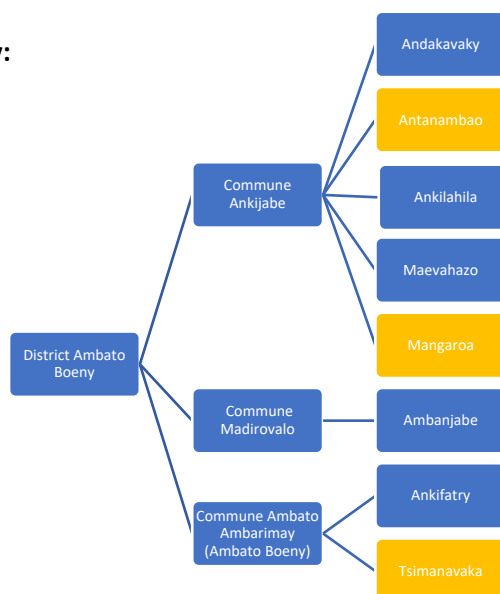 y:
Andakavaky
Antanambao
Commune
Ankijabe
Ankilahila
Maevahazo
Mangaroa
District Ambato
Boeny
Commune
Madirovalo
Ambanjabe
Commune Ambato
Ambarimay
(Ambato Boeny)
Ankifatry
Tsimanavaka